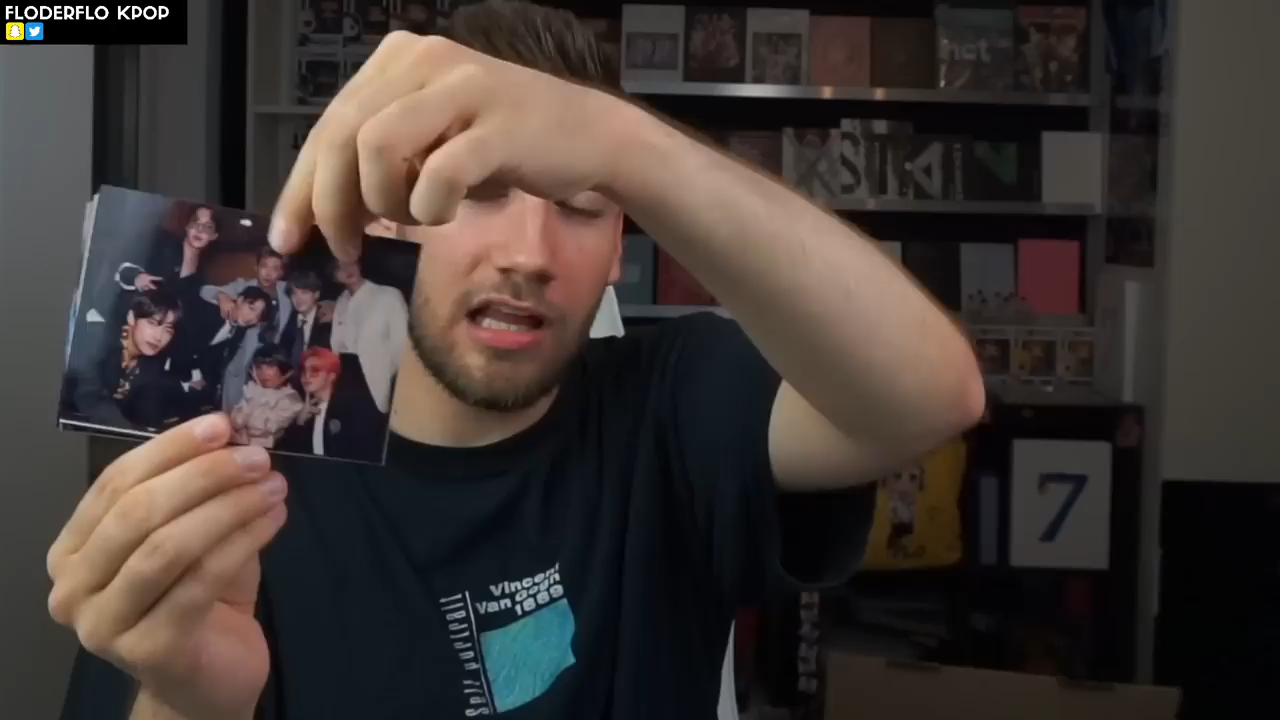 FLODERFLO KPOP
nct
7
Vincent
Van Gogh
1889
Self portrait